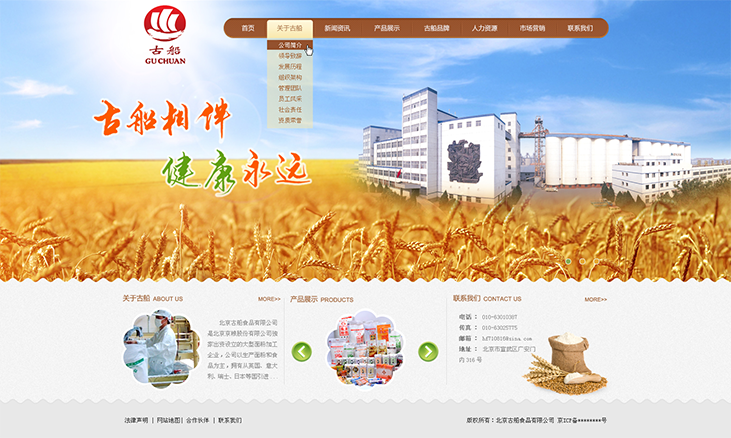 古船
GU CHUAN
首页 关于古船 新闻资讯 产品展示 古船品牌 人力资源 市场营销 联系我们
公司简介
领导致辞
发展历程
组织架构
管理团队
员工风采
社会责任
资质荣誉
古船相伴
健康永远
关于古船 ABOUT US MORE>>
北京古船食品有限公司
是北京京粮股份有限公司独
家出资设立的大型面粉加工
企业，公司以生产面粉和食
品为主，拥有从英国、意大
利、瑞士、日本等国引进...
产品展示 PRODUCTS
联系我们 CONTACT US MORE>>
电话 ： 010-63010387
传真 ： 010-63025775
邮箱 ： hd710815@sina.com
地址 ： 北京市宣武区广安门
内 316 号
法律声明 | 网站地图| 合作伙伴 | 联系我们
版权所有：北京古船食品有限公司 京ICP备********号